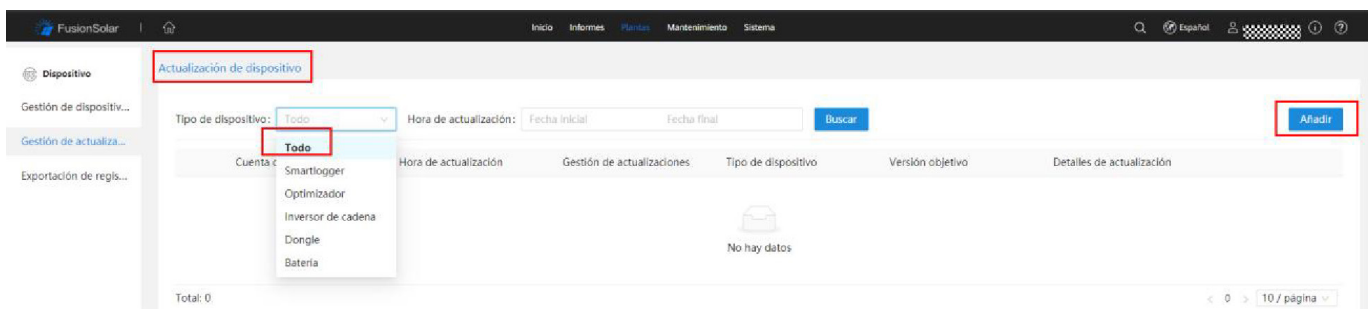 FusionSolar Inicio Informes Plantas Mantenimiento Sistema Español
Dispositivo
Actualización de dispositivo
Gestión de dispositiv...
Tipo de dispositivo: Todo Hora de actualización: Fecha inicial Fecha final Buscar Añadir
Gestión de actualiza...
Todo
Cuenta Hora de actualización Gestión de actualizaciones Tipo de dispositivo Versión objetivo Detalles de actualización
Exportación de regis...
Smartlogger
Optimizador
Inversor de cadena
Dongle
Batería
No hay datos
Total: 0 < 0 > 10 / página